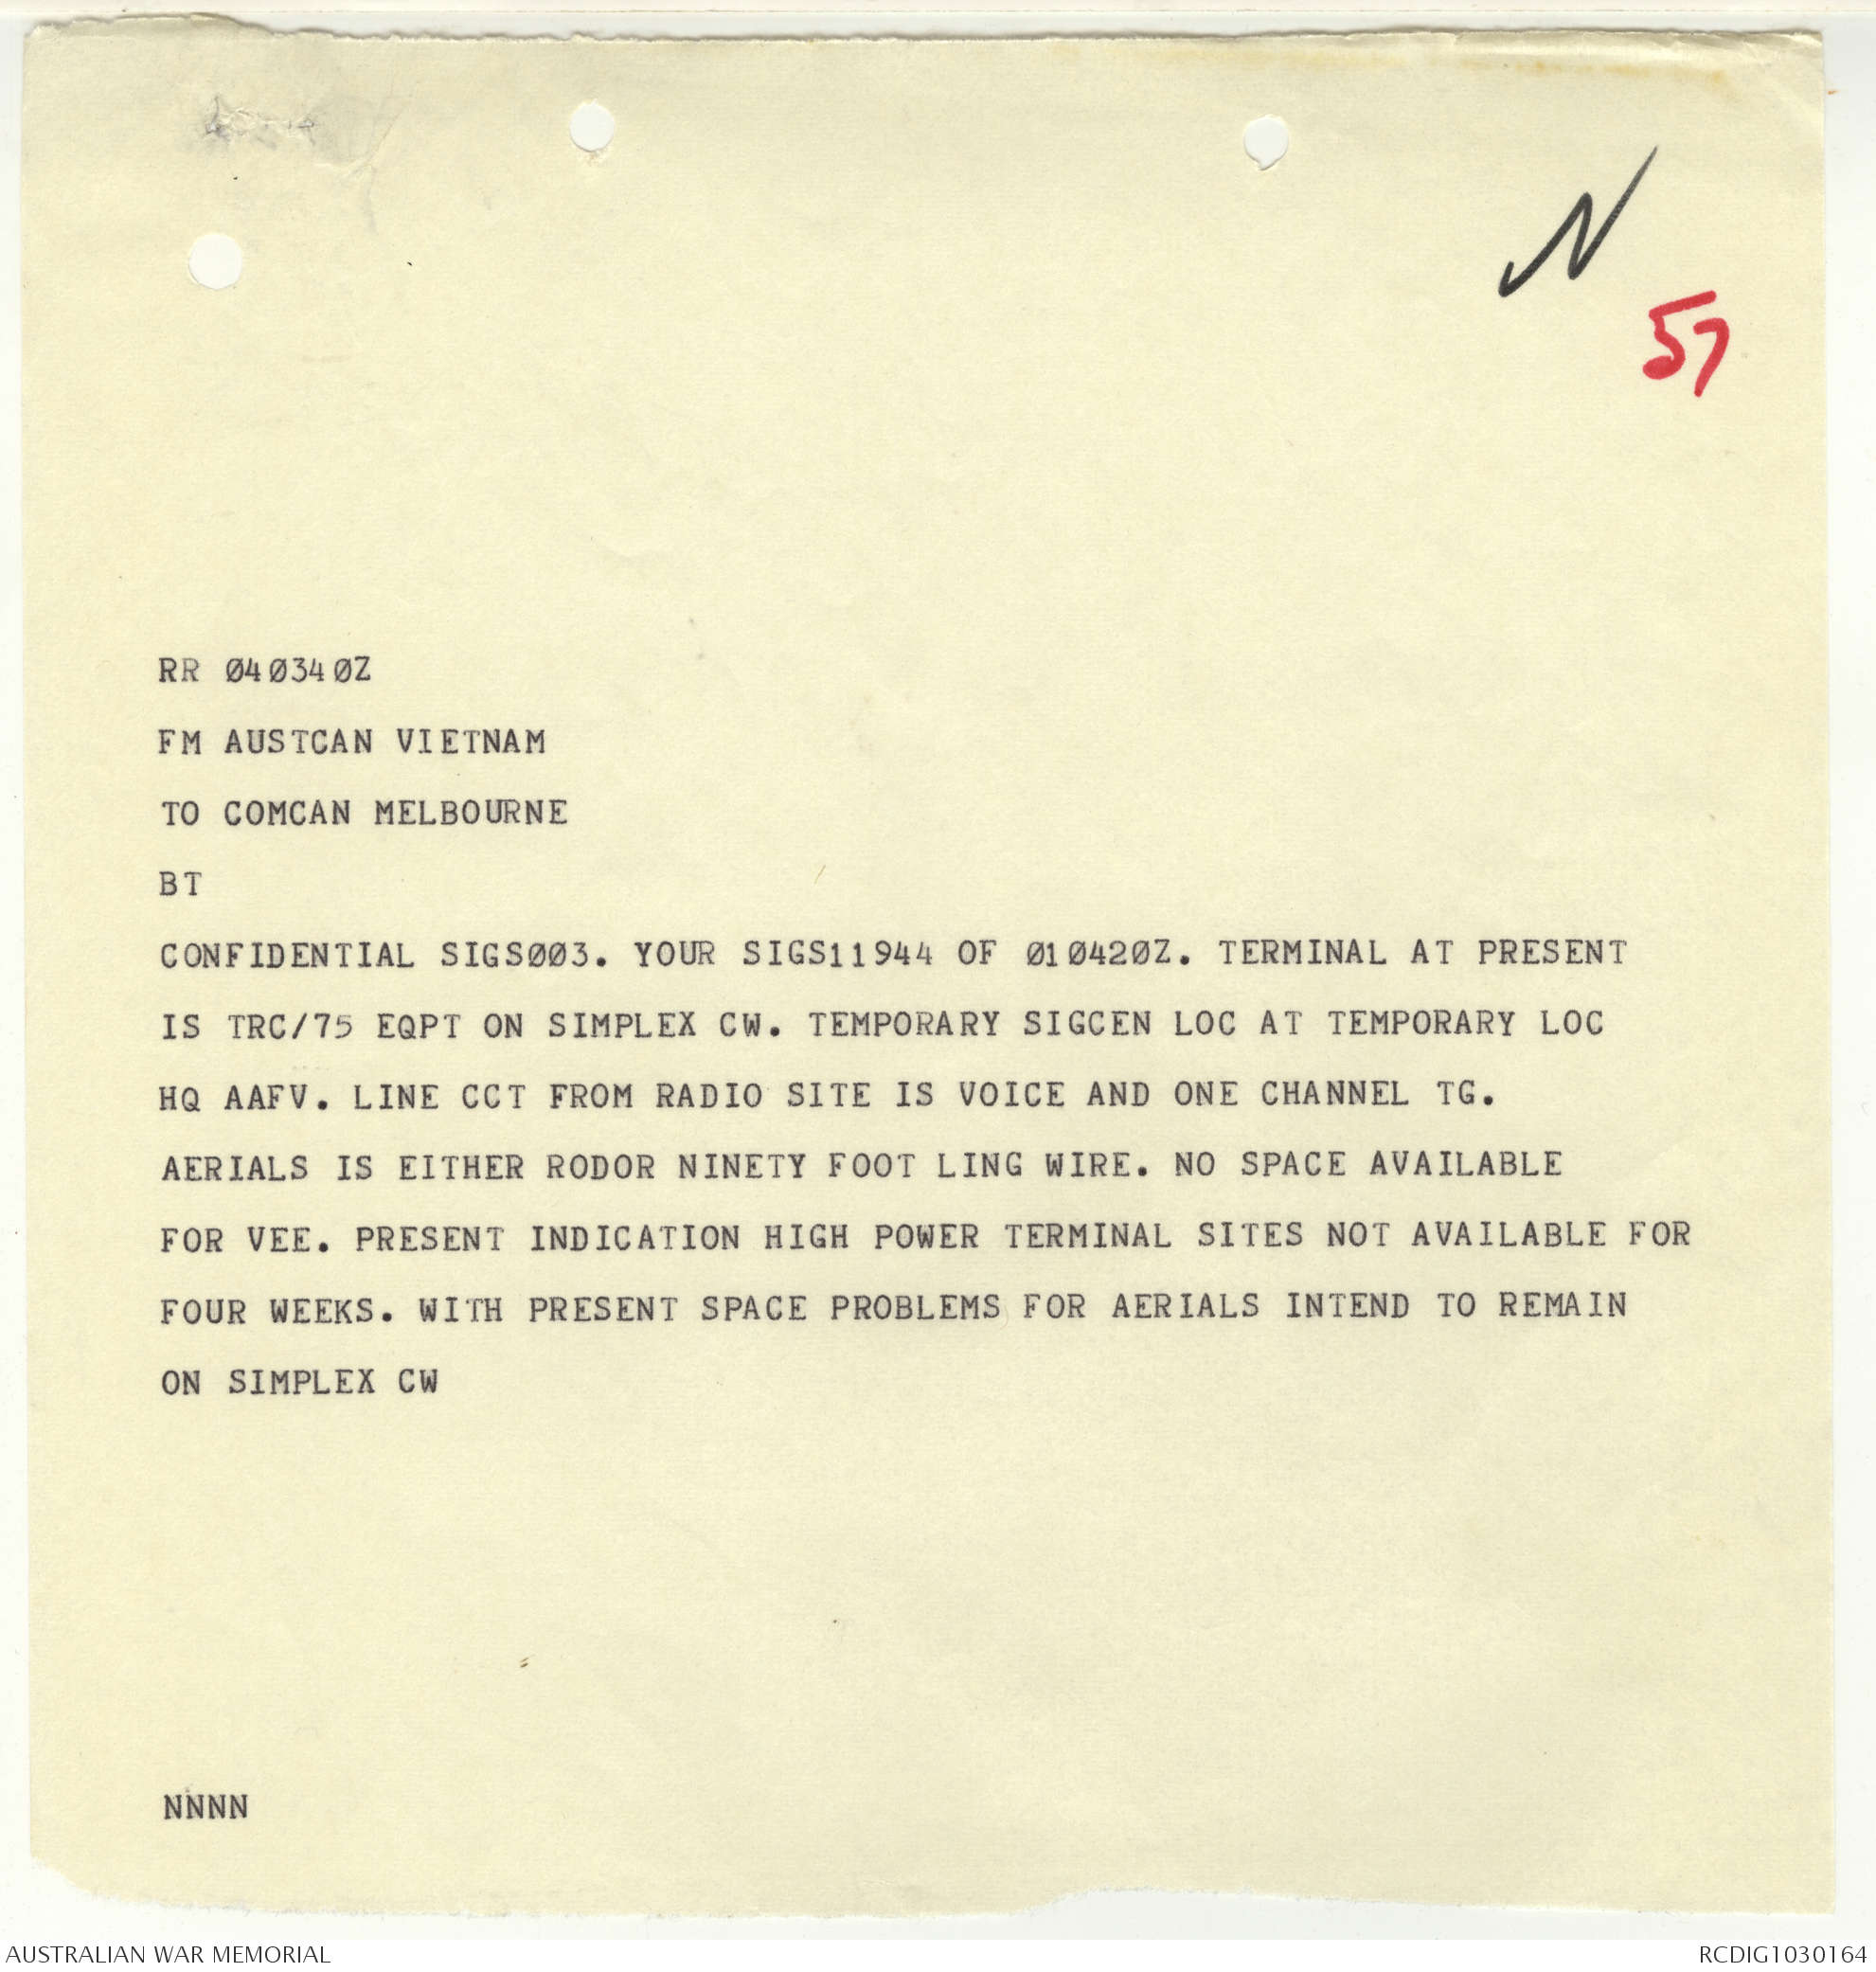 N
57
RR 040340Z
FM AUSTCAN VIETNAM
TO COMCAN MELBOURNE
BT
CONFIDENTIAL SIGS003. YOUR SIGS11944 OF 010420Z. TERMINAL AT PRESENT
IS TRC/75 EQPT ON SIMPLEX CW. TEMPORARY SIGCEN LOC AT TEMPORARY LOC
HQ AAFV. LINE CCT FROM RADIO SITE IS VOICE AND ONE CHANNEL TG.
AERIALS IS EITHER RODOR NINETY FOOT LING WIRE. NO SPACE AVAILABLE
FOR VEE. PRESENT INDICATION HIGH POWER TERMINAL SITES NOT AVAILABLE FOR
FOUR WEEKS. WITH PRESENT SPACE PROBLEMS FOR AERIALS INTEND TO REMAIN
ON SIMPLEX CW
NNNN
AUSTRALIAN WAR MEMORIAL
RCDIG1030164